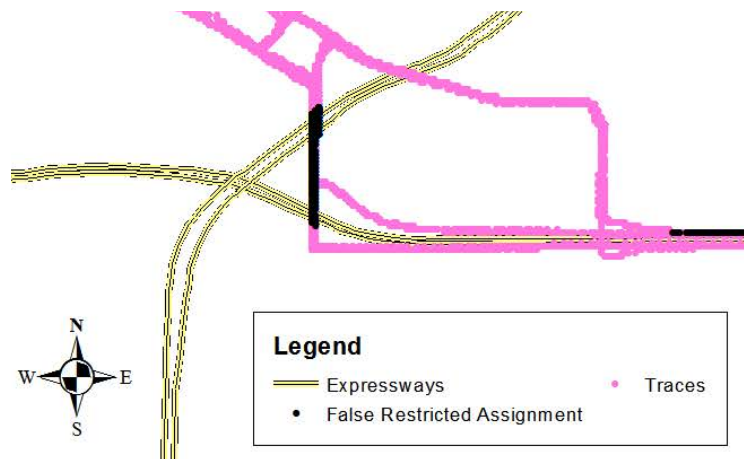 N
W E
S
Legend
Expressways Traces
False Restricted Assignment